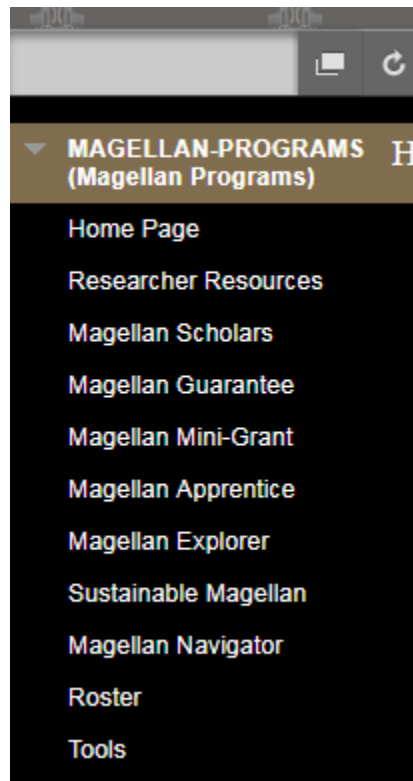 MAGELLAN-PROGRAMS
(Magellan Programs)
H
Home Page
Researcher Resources
Magellan Scholars
Magellan Guarantee
Magellan Mini-Grant
Magellan Apprentice
Magellan Explorer
Sustainable Magellan
Magellan Navigator
Roster
Tools